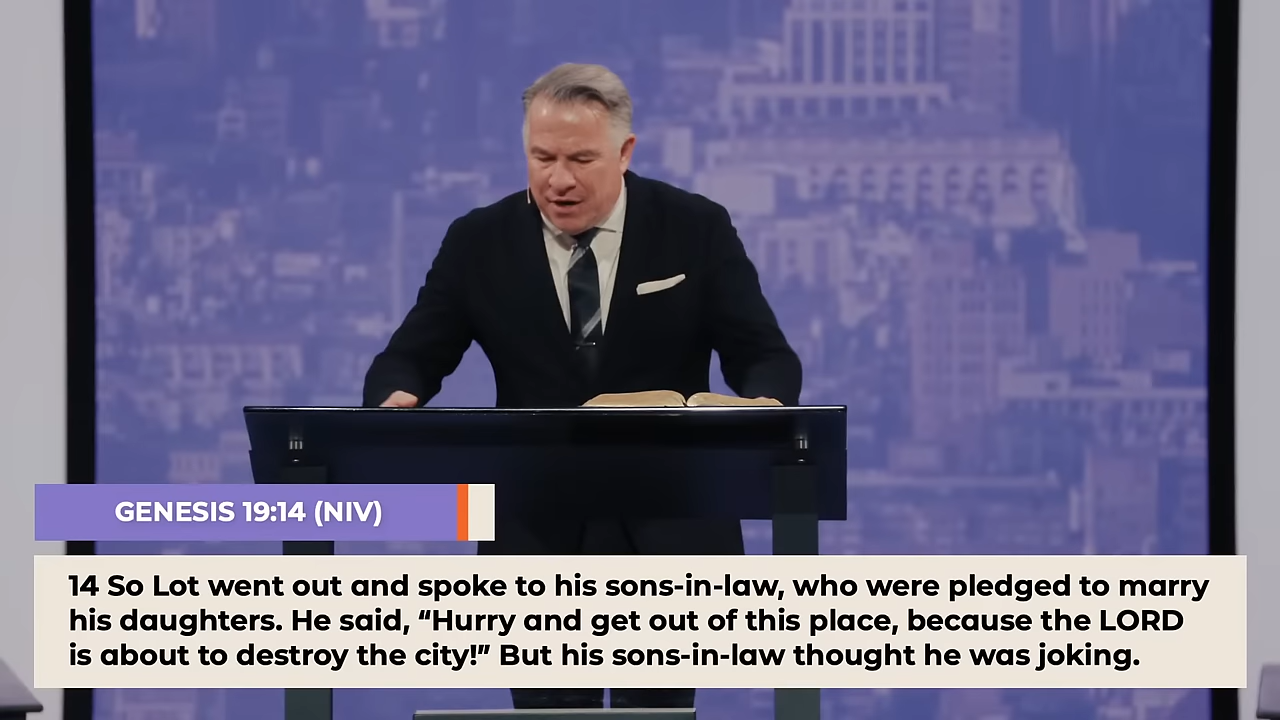 GENESIS 19:14 (NIV)
14 So Lot went out and spoke to his sons-in-law, who were pledged to marry
his daughters. He said, “Hurry and get out of this place, because the LORD
is about to destroy the city!” But his sons-in-law thought he was joking.